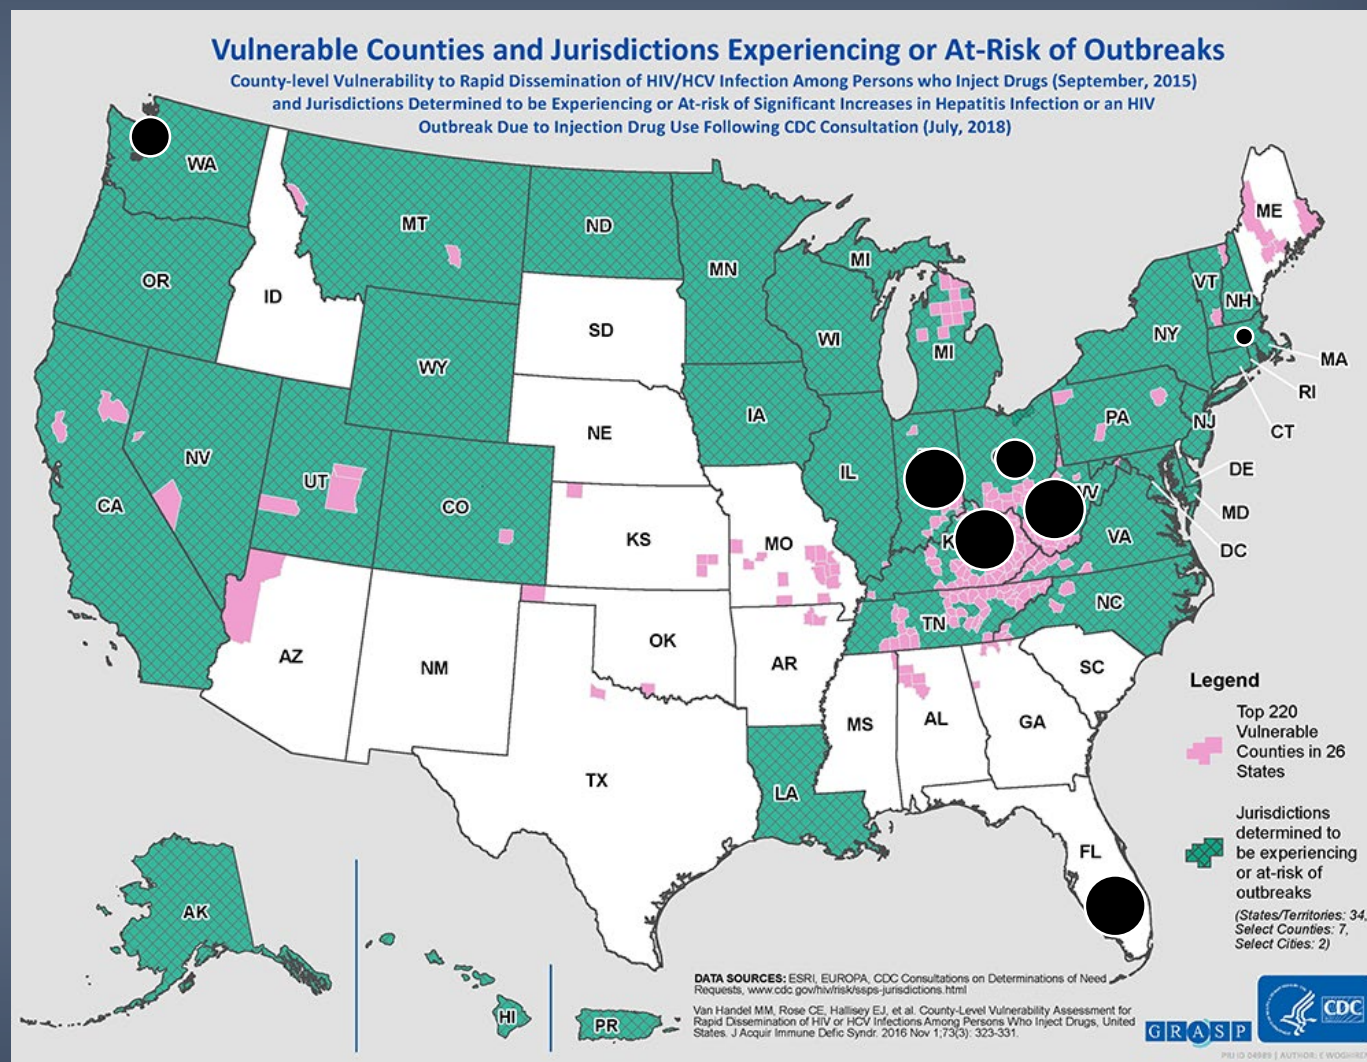 Vulnerable Counties and Jurisdictions Experiencing or At-Risk of Outbreaks
County-level Vulnerability to Rapid Dissemination of HIV/HCV Infection Among Persons who Inject Drugs (September, 2015)
and Jurisdictions Determined to be Experiencing or At-risk of Significant Increases in Hepatitis Infection or an HIV
Outbreak Due to Injection Drug Use Following CDC Consultation (July, 2018)
WA
MT
ND
MN
MI
ME
OR
ID
SD
WI
MI
VT
NH
NY
MA
RI
CT
WY
IA
NE
PA
NJ
DE
MD
DC
NV
UT
CO
CA
IL
KS
MO
K
W
VA
NC
TN
AZ
NM
OK
AR
SC
MS
AL
GA
TX
LA
FL
AK
HI
PR
Legend
Top 220
Vulnerable
Counties in 26
States
Jurisdictions
determined to
be experiencing
or at-risk of
outbreaks
(States/Territories: 34,
Select Counties: 7,
Select Cities: 2)
DATA SOURCES: ESRI, EUROPA, CDC Consultations on Determinations of Need
Requests, www.cdc.gov/hiv/risk/ssps-jurisdictions.html
Van Handel MM, Rose CE, Hallisey EJ, et al. County-Level Vulnerability Assessment for
Rapid Dissemination of HIV or HCV Infections Among Persons Who Inject Drugs, United
States. J Acquir Immune Defic Syndr. 2016 Nov 1;73(3): 323-331.
GRASP
CDC